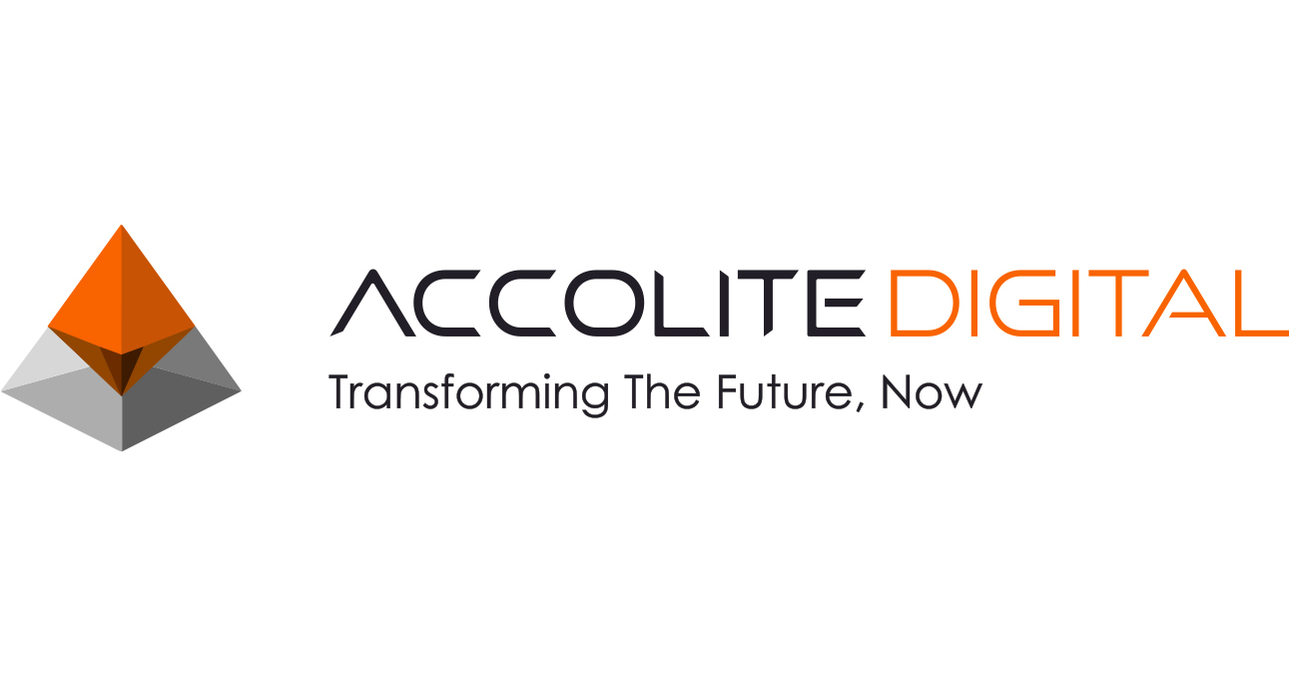 ACCOLITE DIGITAL
Transforming The Future, Now